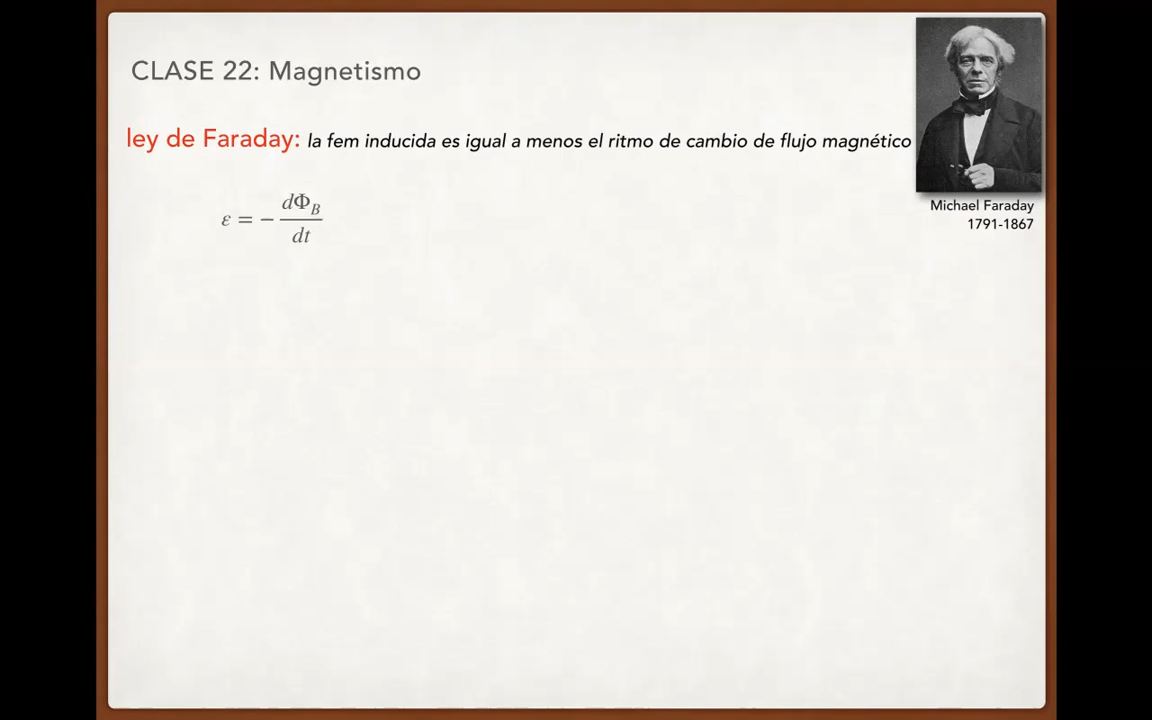 CLASE 22: Magnetismo
ley de Faraday: la fem inducida es igual a menos el ritmo de cambio de flujo magnético
ε = − dΦ_B / dt
Michael Faraday
1791-1867